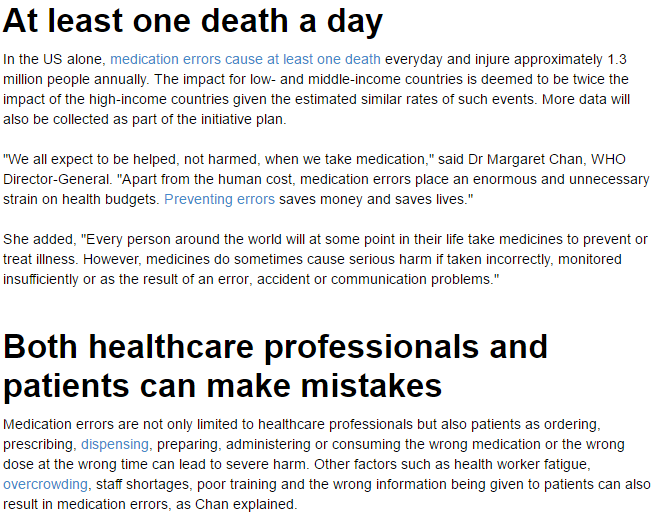 At least one death a day
In the US alone, medication errors cause at least one death everyday and injure approximately 1.3
million people annually. The impact for low- and middle-income countries is deemed to be twice the
impact of the high-income countries given the estimated similar rates of such events. More data will
also be collected as part of the initiative plan.
"We all expect to be helped, not harmed, when we take medication," said Dr Margaret Chan, WHO
Director-General. "Apart from the human cost, medication errors place an enormous and unnecessary
strain on health budgets. Preventing errors saves money and saves lives."
She added, "Every person around the world will at some point in their life take medicines to prevent or
treat illness. However, medicines do sometimes cause serious harm if taken incorrectly, monitored
insufficiently or as the result of an error, accident or communication problems."
Both healthcare professionals and
patients can make mistakes
Medication errors are not only limited to healthcare professionals but also patients as ordering,
prescribing, dispensing, preparing, administering or consuming the wrong medication or the wrong
dose at the wrong time can lead to severe harm. Other factors such as health worker fatigue,
overcrowding, staff shortages, poor training and the wrong information being given to patients can also
result in medication errors, as Chan explained.